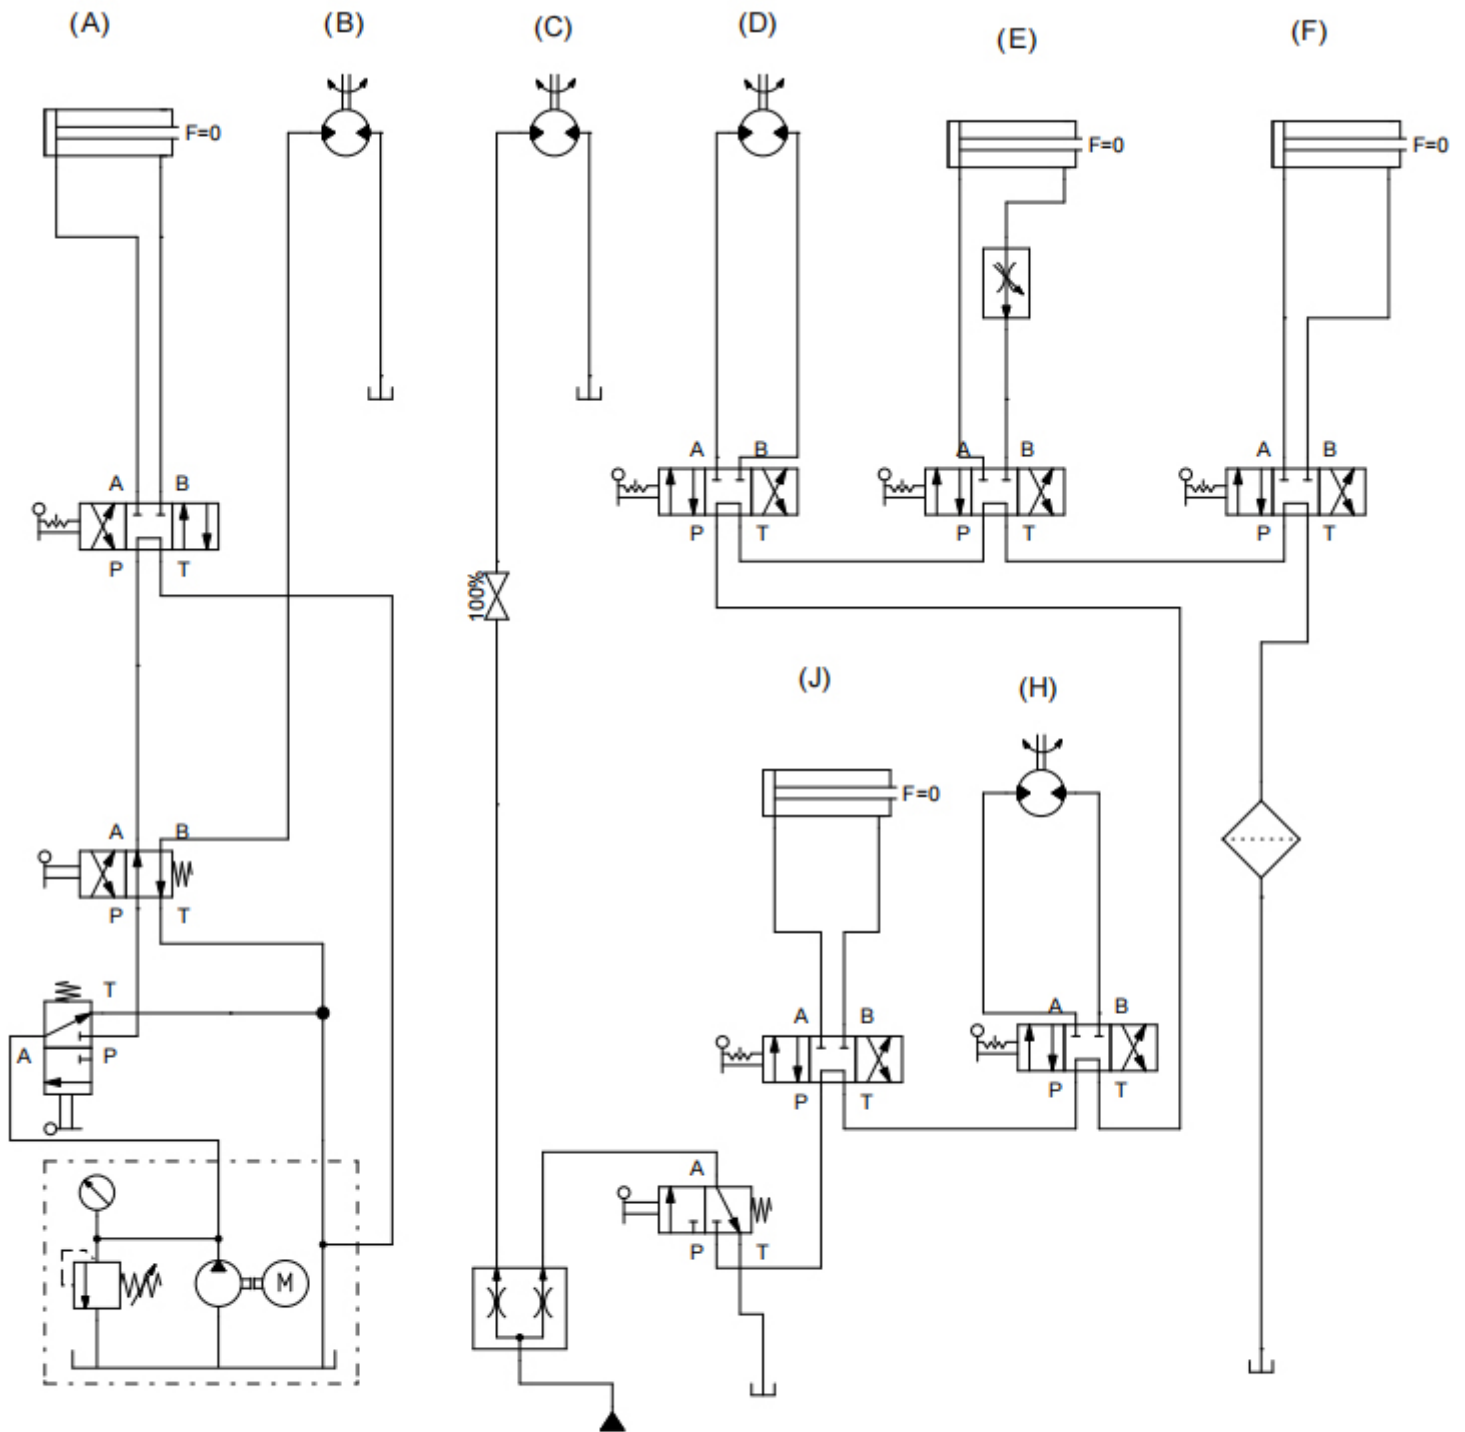 (A) (B) (C) (D) (E) (F)
F=0 F=0 F=0
A B A B A B
A B
P T P T P T
P T
100%
(J) (H)
F=0
A B
P T
T
A P
A B
P T
A B
P T
A
P T
M